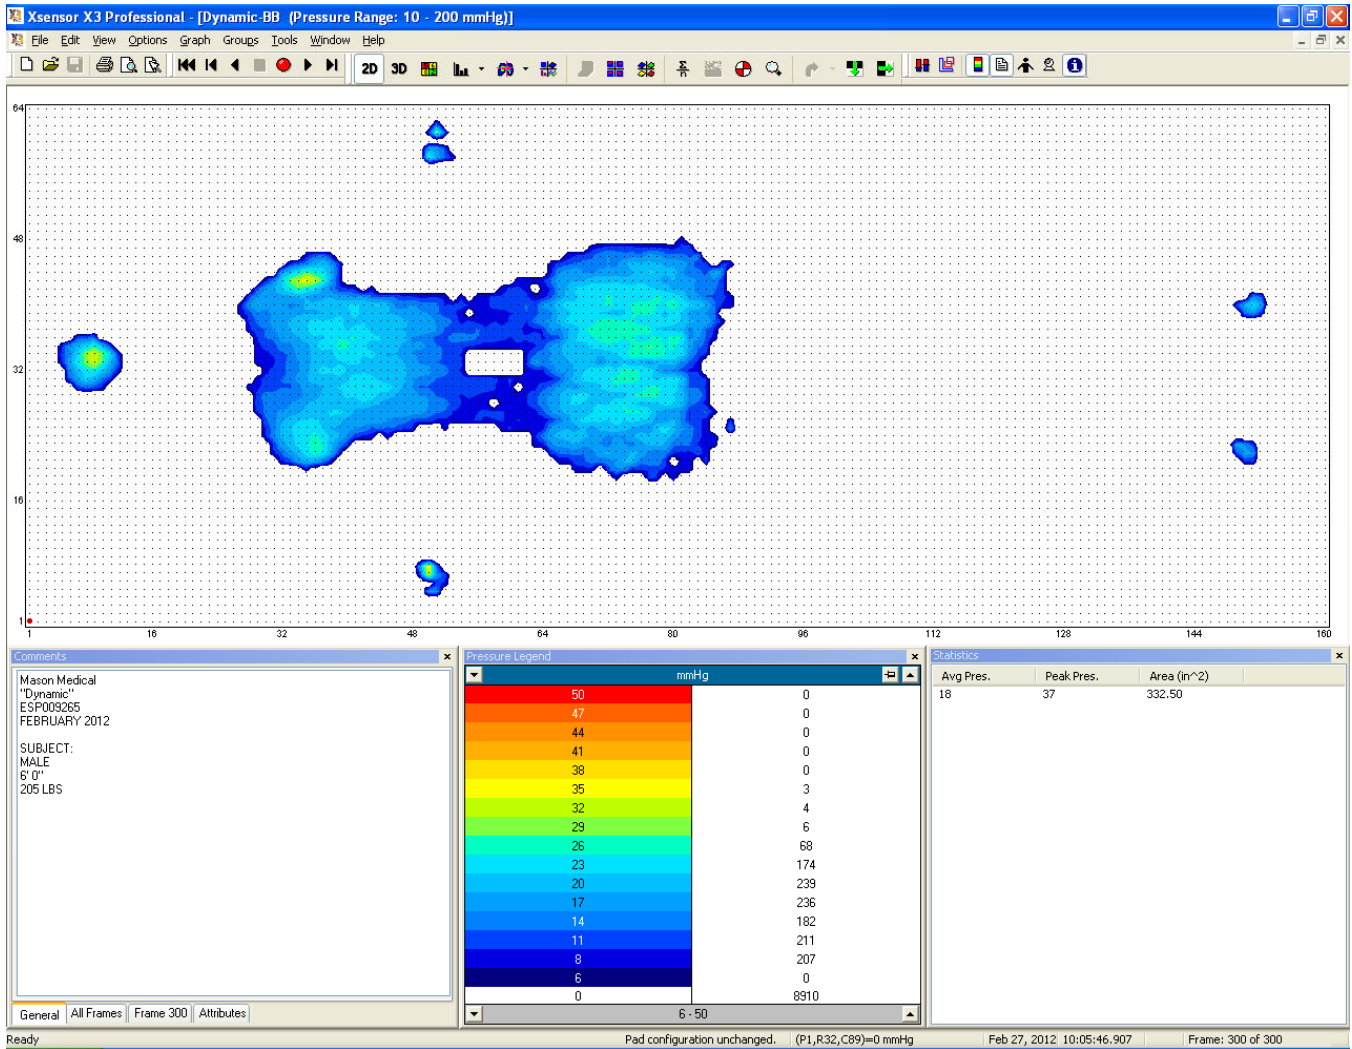 Xsensor X3 Professional - [Dynamic-BB (Pressure Range: 10 - 200 mmHg)]
File Edit View Options Graph Groups Tools Window Help
2D 3D
64
48
32
16
1
1 16 32 48 64 80 96 112 128 144 160
Comments
Mason Medical
"Dynamic"
ESP009265
FEBRUARY 2012
SUBJECT:
MALE
6' 0"
205 LBS
General All Frames Frame 300 Attributes
Pressure Legend
mmHg
50 0
47 0
44 0
41 0
38 0
35 3
32 4
29 6
26 68
23 174
20 239
17 236
14 182
11 211
8 207
6 0
0 8910
6 - 50
Statistics
Avg Pres. Peak Pres. Area (in^2)
18 37 332.50
Ready Pad configuration unchanged. (P1,R32,C89)=0 mmHg Feb 27, 2012 10:05:46.907 Frame: 300 of 300